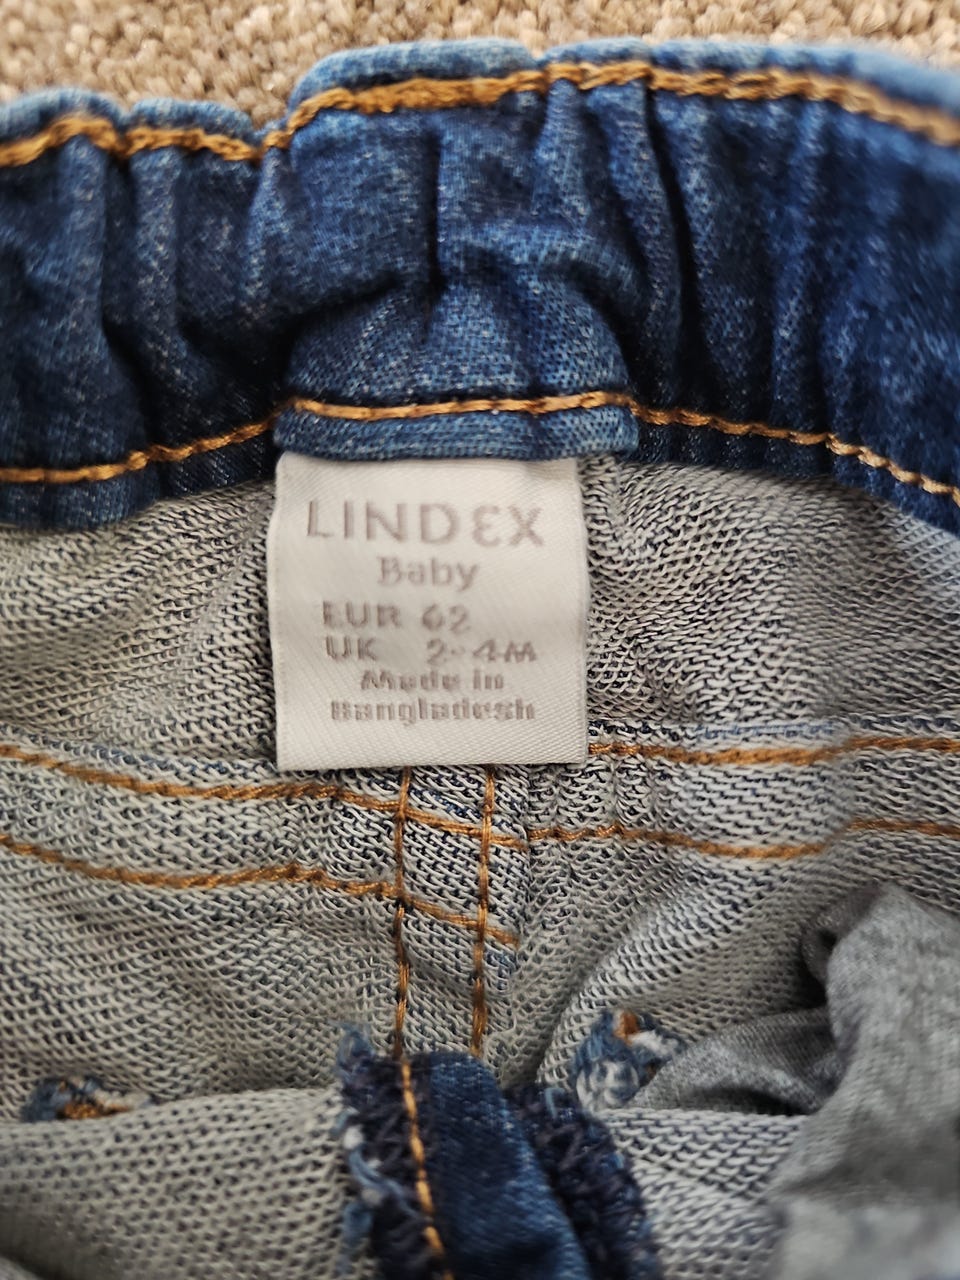 LINDEX
Baby
EUR 62
UK 2-4M
Made in
Bangladesh